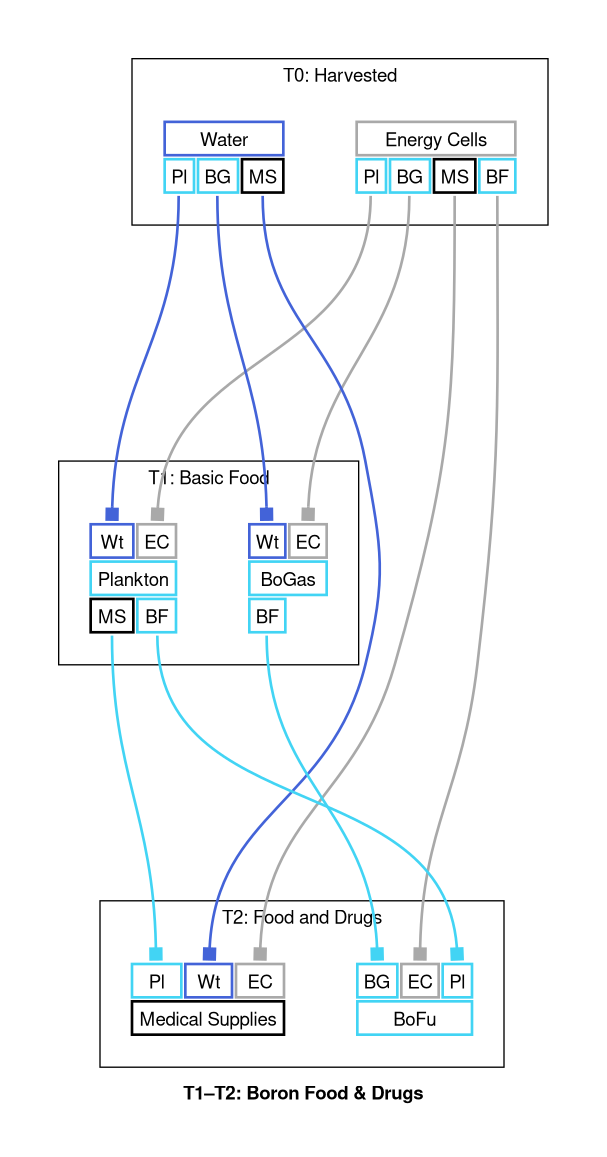 T0: Harvested
Water
Energy Cells
Pl BG MS
Pl BG MS BF
T1: Basic Food
Wt EC
Wt EC
Plankton
BoGas
MS BF
BF
T2: Food and Drugs
Pl Wt EC
BG EC Pl
Medical Supplies
BoFu
T1–T2: Boron Food & Drugs